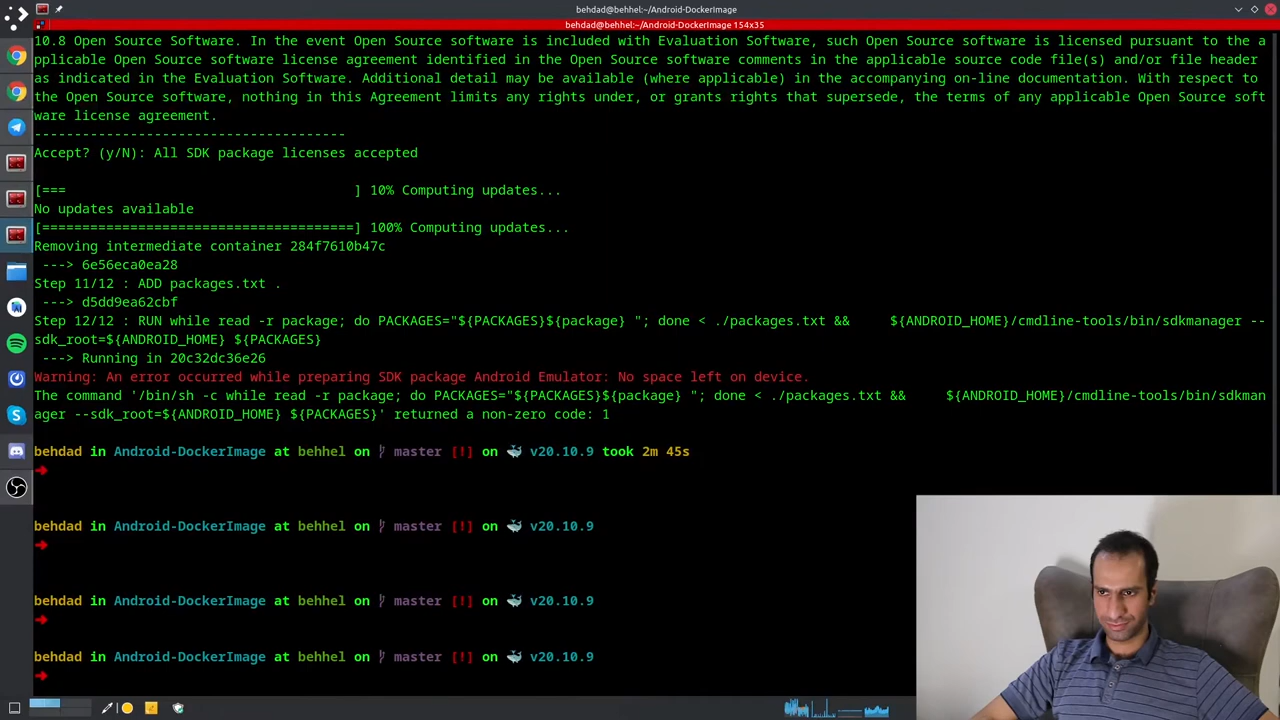 behdad@behhel:~/Android-DockerImage
behdad@behhel:~/Android-DockerImage 154x35
10.8 Open Source Software. In the event Open Source software is included with Evaluation Software, such Open Source software is licensed pursuant to the a
pplicable Open Source software license agreement identified in the Open Source software comments in the applicable source code file(s) and/or file header
as indicated in the Evaluation Software. Additional detail may be available (where applicable) in the accompanying on-line documentation. With respect to
the Open Source software, nothing in this Agreement limits any rights under, or grants rights that supersede, the terms of any applicable Open Source soft
ware license agreement.
---------------------------------------
Accept? (y/N): All SDK package licenses accepted
[===                                    ] 10% Computing updates...
No updates available
[=======================================] 100% Computing updates...
Removing intermediate container 284f7610b47c
---> 6e56eca0ea28
Step 11/12 : ADD packages.txt .
---> d5dd9ea62cbf
Step 12/12 : RUN while read -r package; do PACKAGES="${PACKAGES}${package} "; done < ./packages.txt &&     ${ANDROID_HOME}/cmdline-tools/bin/sdkmanager --
sdk_root=${ANDROID_HOME} ${PACKAGES}
---> Running in 20c32dc36e26
Warning: An error occurred while preparing SDK package Android Emulator: No space left on device.
The command '/bin/sh -c while read -r package; do PACKAGES="${PACKAGES}${package} "; done < ./packages.txt &&     ${ANDROID_HOME}/cmdline-tools/bin/sdkman
ager --sdk_root=${ANDROID_HOME} ${PACKAGES}' returned a non-zero code: 1
behdad in Android-DockerImage at behhel on master [!] on 🐳 v20.10.9 took 2m 45s
➜
behdad in Android-DockerImage at behhel on master [!] on 🐳 v20.10.9
➜
behdad in Android-DockerImage at behhel on master [!] on 🐳 v20.10.9
➜
behdad in Android-DockerImage at behhel on master [!] on 🐳 v20.10.9
➜